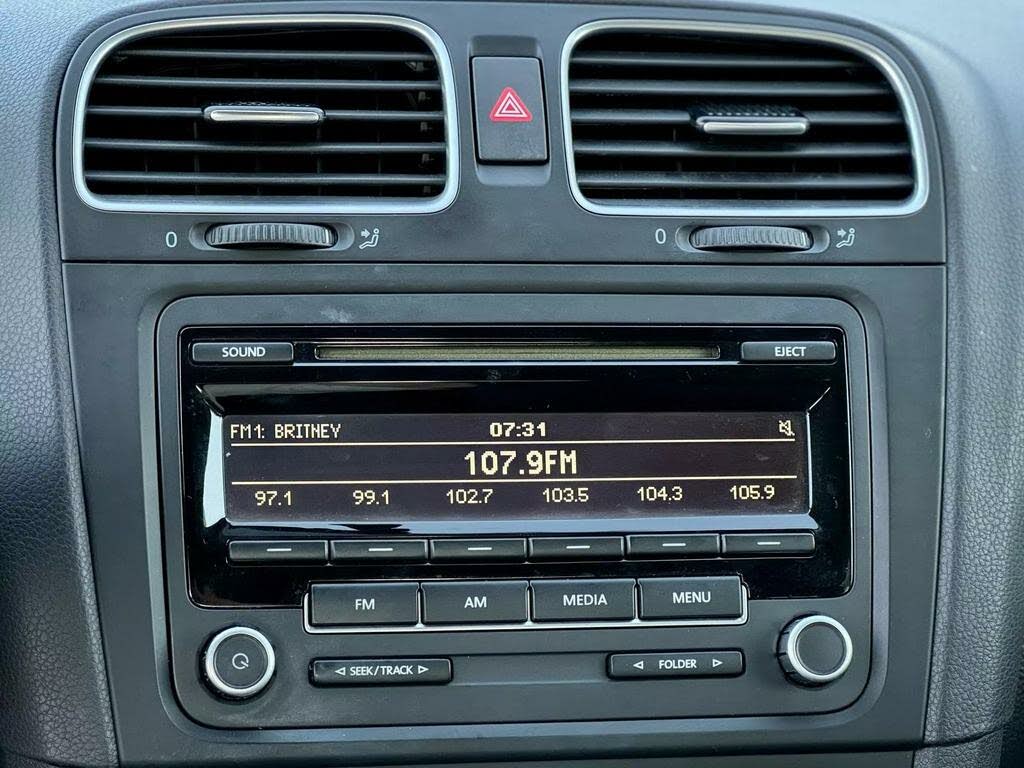 0 0
SOUND EJECT
FM1: BRITNEY 07:31
107.9FM
97.1 99.1 102.7 103.5 104.3 105.9
FM AM MEDIA MENU
SEEK/TRACK FOLDER